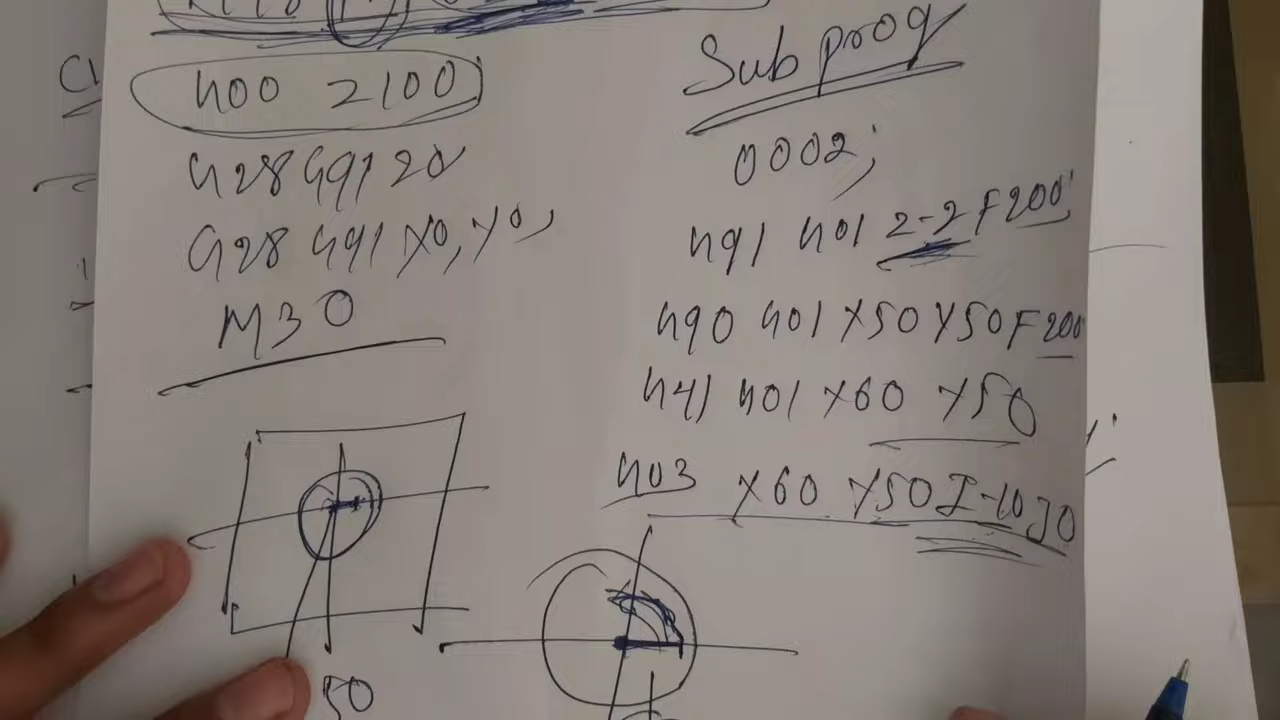 G00 Z100
G28 G91 Z0
G28 G91 X0, Y0;
M30
50
Sub prog
0002;
G91 G01 Z-2 F200;
G90 G01 X50 Y50 F200
G41 G01 X60 Y50
G03 X60 Y50 I-10 J0